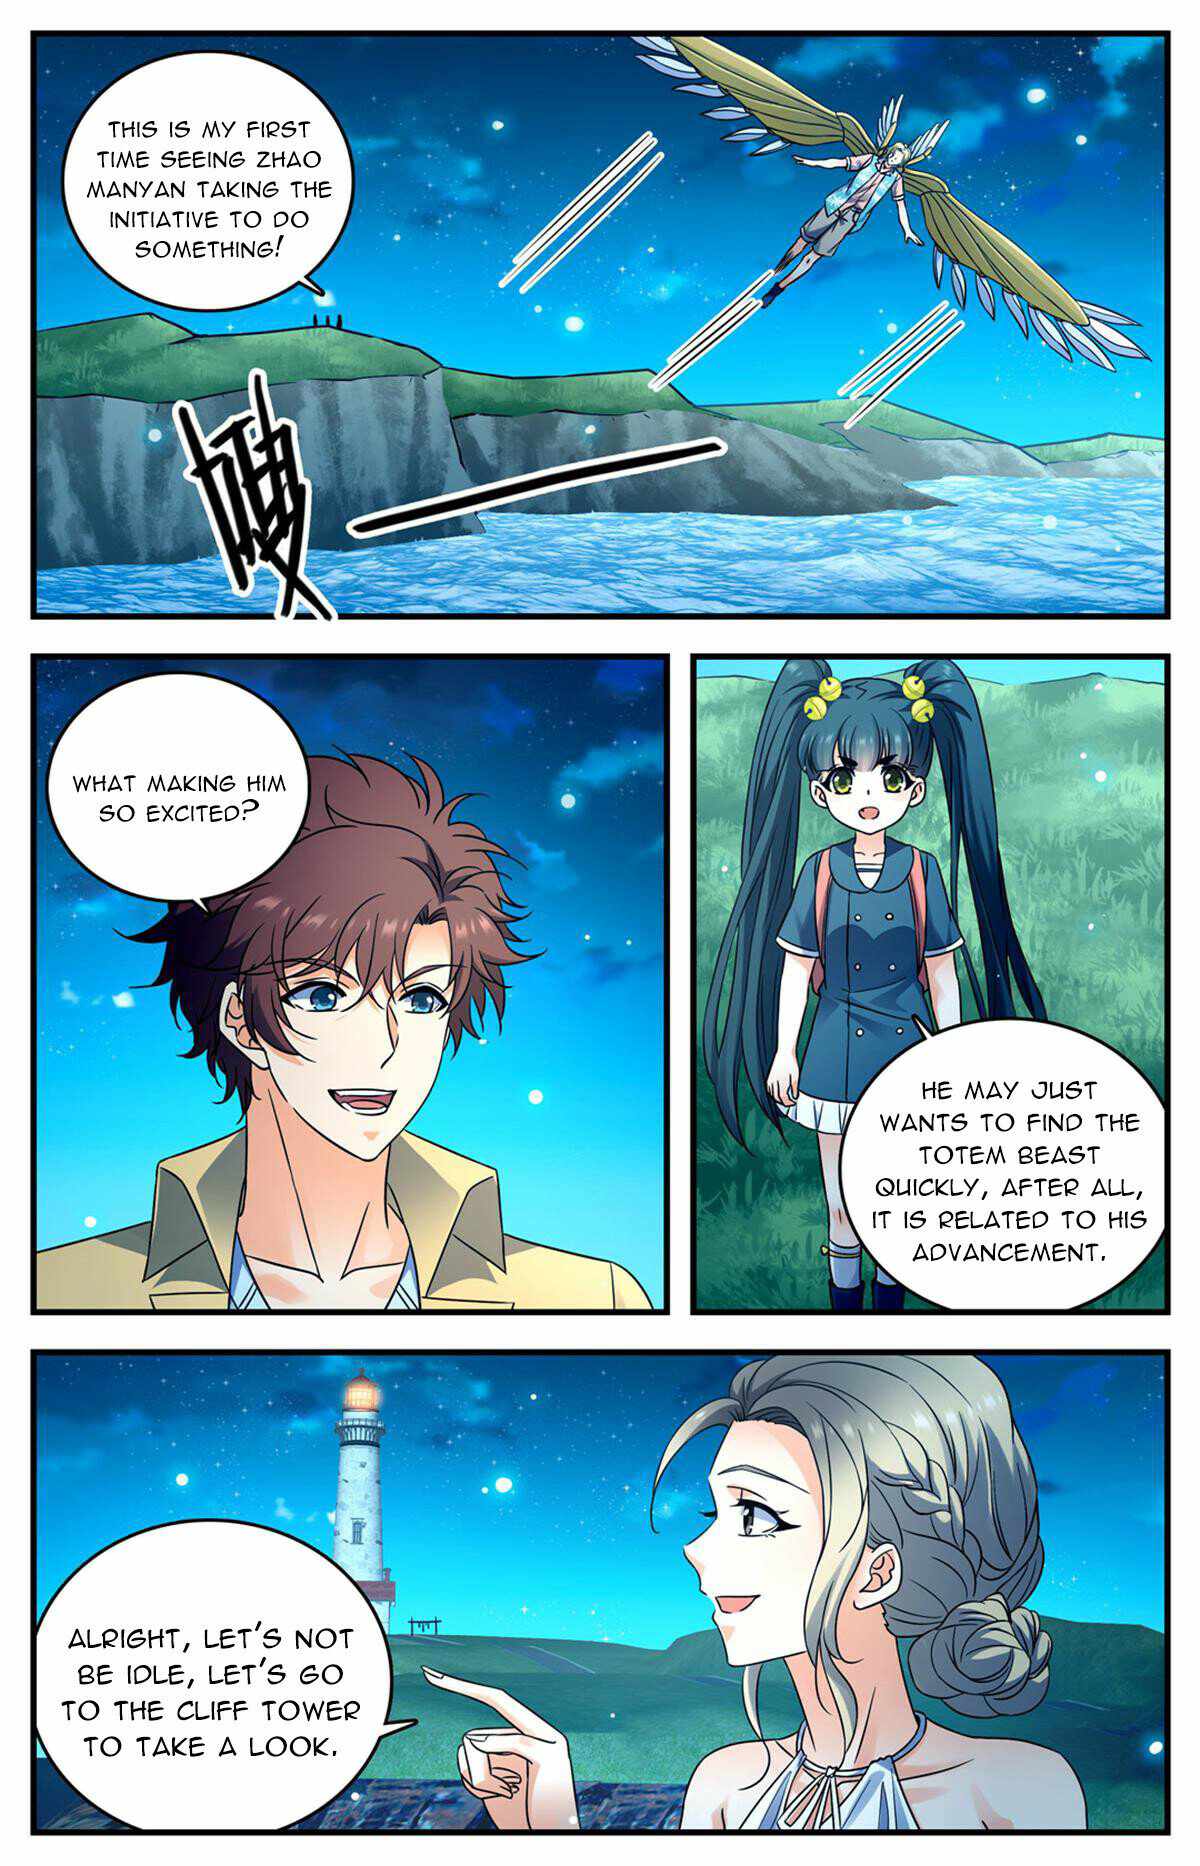 THIS IS MY FIRST
TIME SEEING ZHAO
MANYAN TAKING THE
INITIATIVE TO DO
SOMETHING!
WHAT MAKING HIM
SO EXCITED?
HE MAY JUST
WANTS TO FIND THE
TOTEM BEAST
QUICKLY, AFTER ALL,
IT IS RELATED TO HIS
ADVANCEMENT.
ALRIGHT, LET'S NOT
BE IDLE, LET'S GO
TO THE CLIFF TOWER
TO TAKE A LOOK.